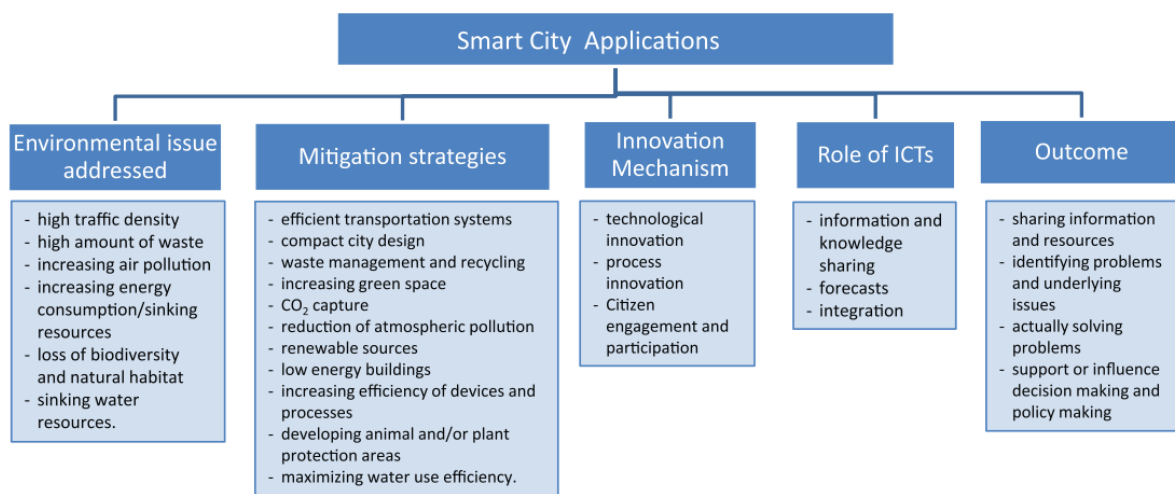 Smart City Applications
Environmental issue
addressed
- high traffic density
- high amount of waste
- increasing air pollution
- increasing energy
consumption/sinking
resources
- loss of biodiversity
and natural habitat
- sinking water
resources.
Mitigation strategies
- efficient transportation systems
- compact city design
- waste management and recycling
- increasing green space
- CO₂ capture
- reduction of atmospheric pollution
- renewable sources
- low energy buildings
- increasing efficiency of devices and
processes
- developing animal and/or plant
protection areas
- maximizing water use efficiency.
Innovation
Mechanism
- technological
innovation
- process
innovation
- Citizen
engagement and
participation
Role of ICTs
- information and
knowledge
sharing
- forecasts
- integration
Outcome
- sharing information
and resources
- identifying problems
and underlying
issues
- actually solving
problems
- support or influence
decision making and
policy making